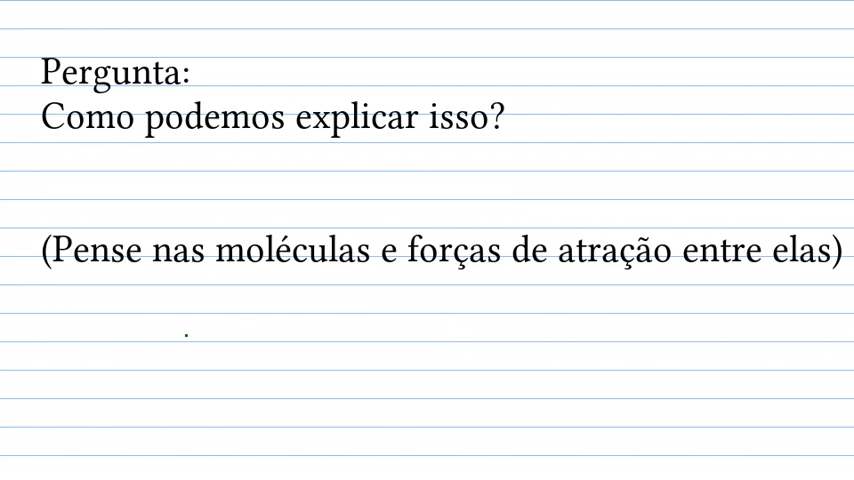 Pergunta:
Como podemos explicar isso?
(Pense nas moléculas e forças de atração entre elas)